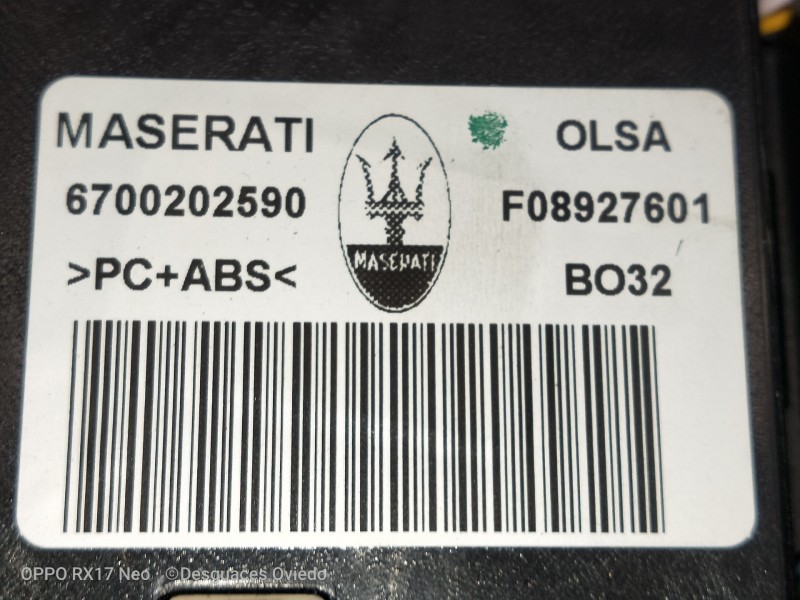 MASERATI
OLSA
6700202590
F08927601
MASERATI
>PC+ABS<
BO32
OPPO RX17 Neo ©Desguaces Oviedo